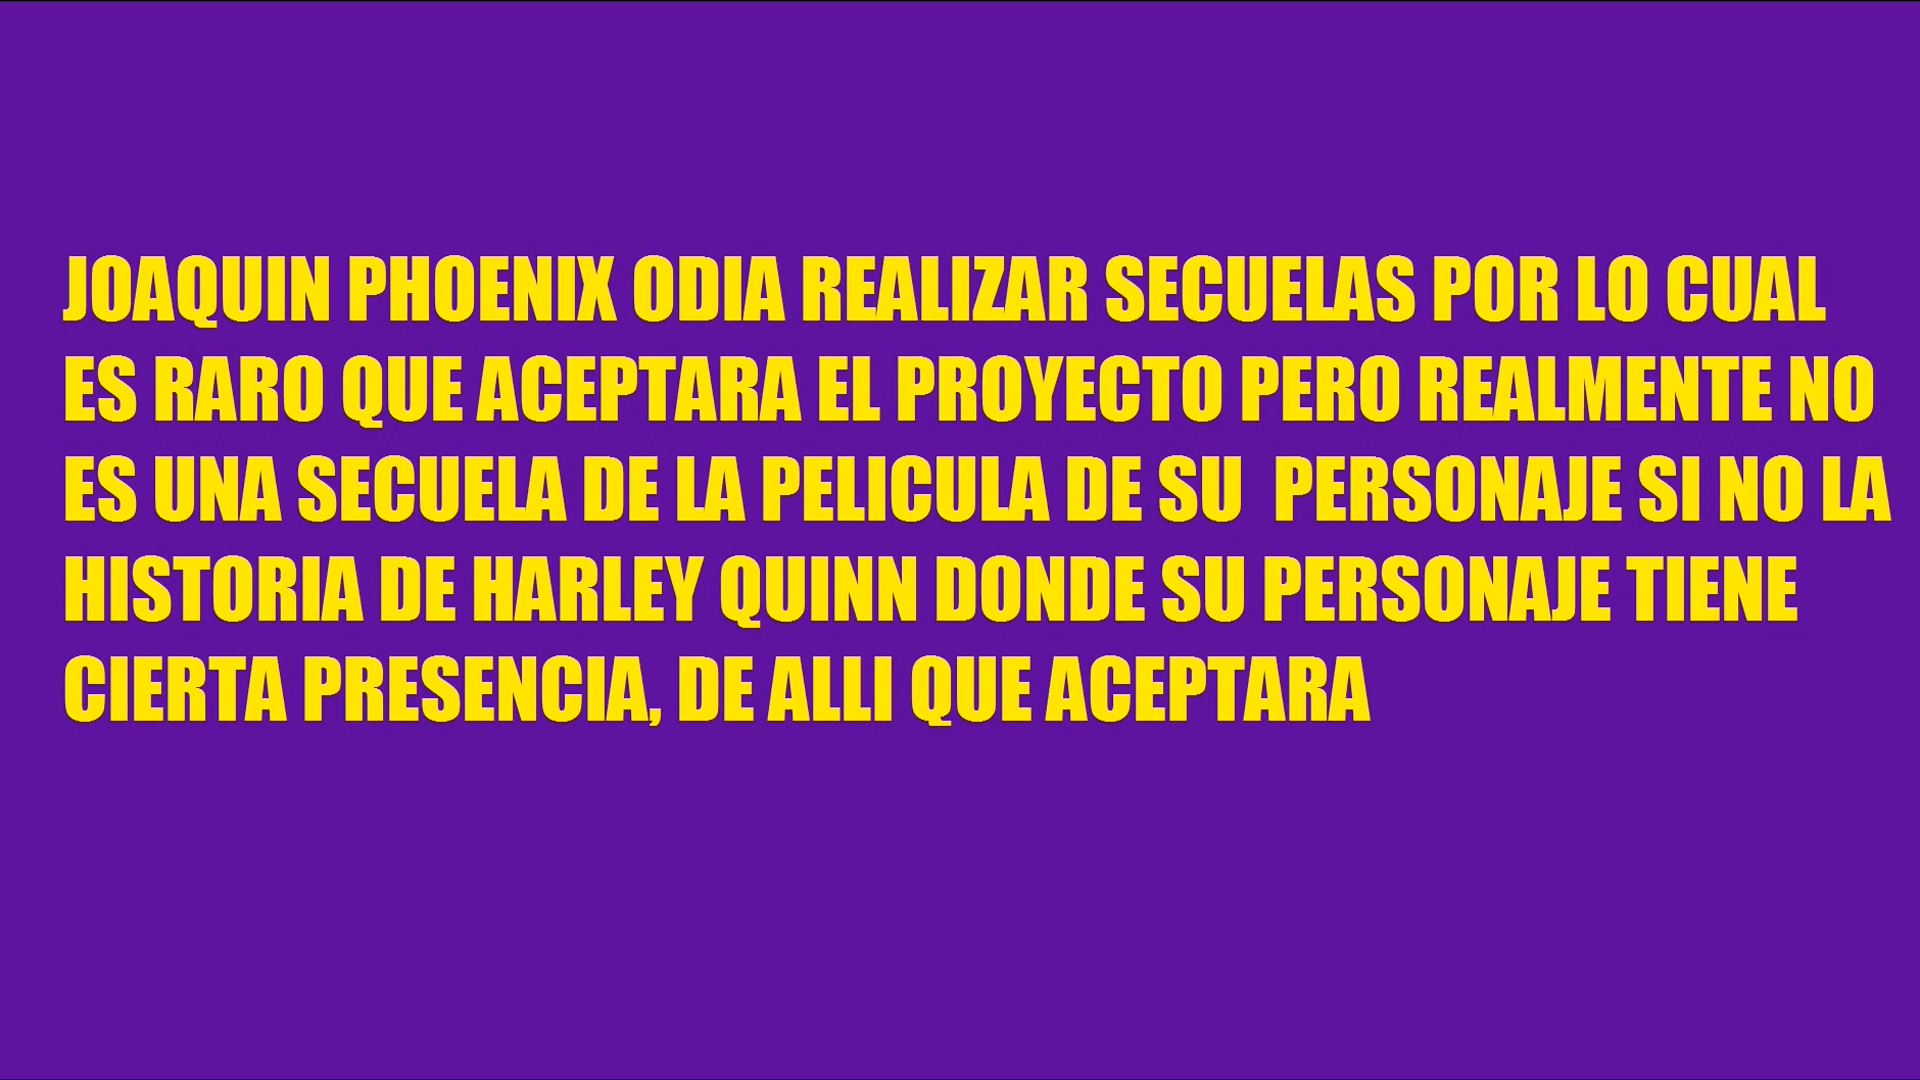 JOAQUIN PHOENIX ODIA REALIZAR SECUELAS POR LO CUAL
ES RARO QUE ACEPTARA EL PROYECTO PERO REALMENTE NO
ES UNA SECUELA DE LA PELICULA DE SU  PERSONAJE SI NO LA
HISTORIA DE HARLEY QUINN DONDE SU PERSONAJE TIENE
CIERTA PRESENCIA, DE ALLI QUE ACEPTARA